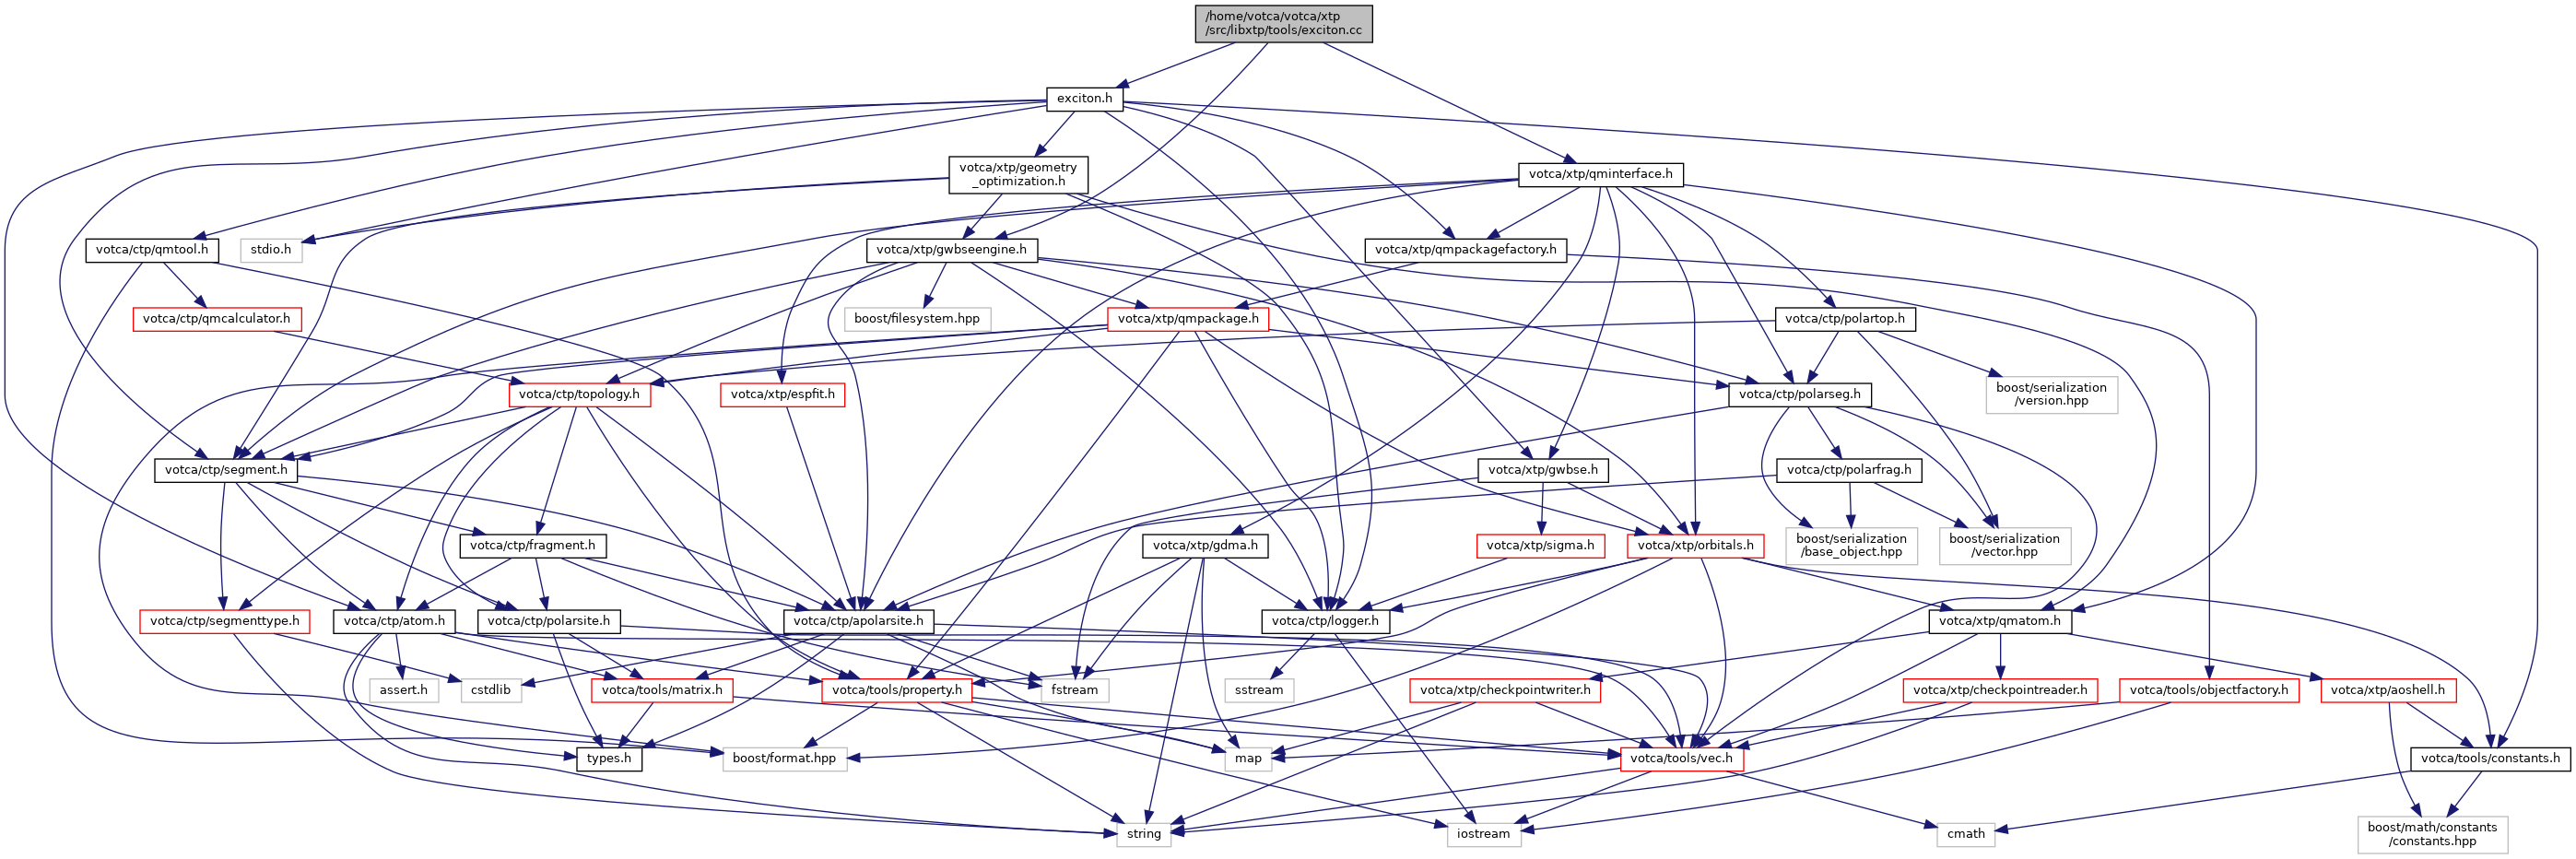 /home/votca/votca/xtp
/src/libxtp/tools/exciton.cc
exciton.h
votca/xtp/geometry
_optimization.h
votca/xtp/qminterface.h
votca/ctp/qmtool.h
stdio.h
votca/xtp/gwbseengine.h
votca/xtp/qmpackagefactory.h
votca/ctp/qmcalculator.h
boost/filesystem.hpp
votca/xtp/qmpackage.h
votca/ctp/polartop.h
votca/ctp/topology.h
votca/xtp/espfit.h
votca/ctp/polarseg.h
boost/serialization
/version.hpp
votca/ctp/segment.h
votca/xtp/gwbse.h
votca/ctp/polarfrag.h
votca/ctp/fragment.h
votca/xtp/gdma.h
votca/xtp/sigma.h
votca/xtp/orbitals.h
boost/serialization
/base_object.hpp
boost/serialization
/vector.hpp
votca/ctp/segmenttype.h
votca/ctp/atom.h
votca/ctp/polarsite.h
votca/ctp/apolarsite.h
votca/ctp/logger.h
votca/xtp/qmatom.h
assert.h
cstdlib
votca/tools/matrix.h
votca/tools/property.h
fstream
sstream
votca/xtp/checkpointwriter.h
votca/xtp/checkpointreader.h
votca/tools/objectfactory.h
votca/xtp/aoshell.h
types.h
boost/format.hpp
map
votca/tools/vec.h
votca/tools/constants.h
string
iostream
cmath
boost/math/constants
/constants.hpp